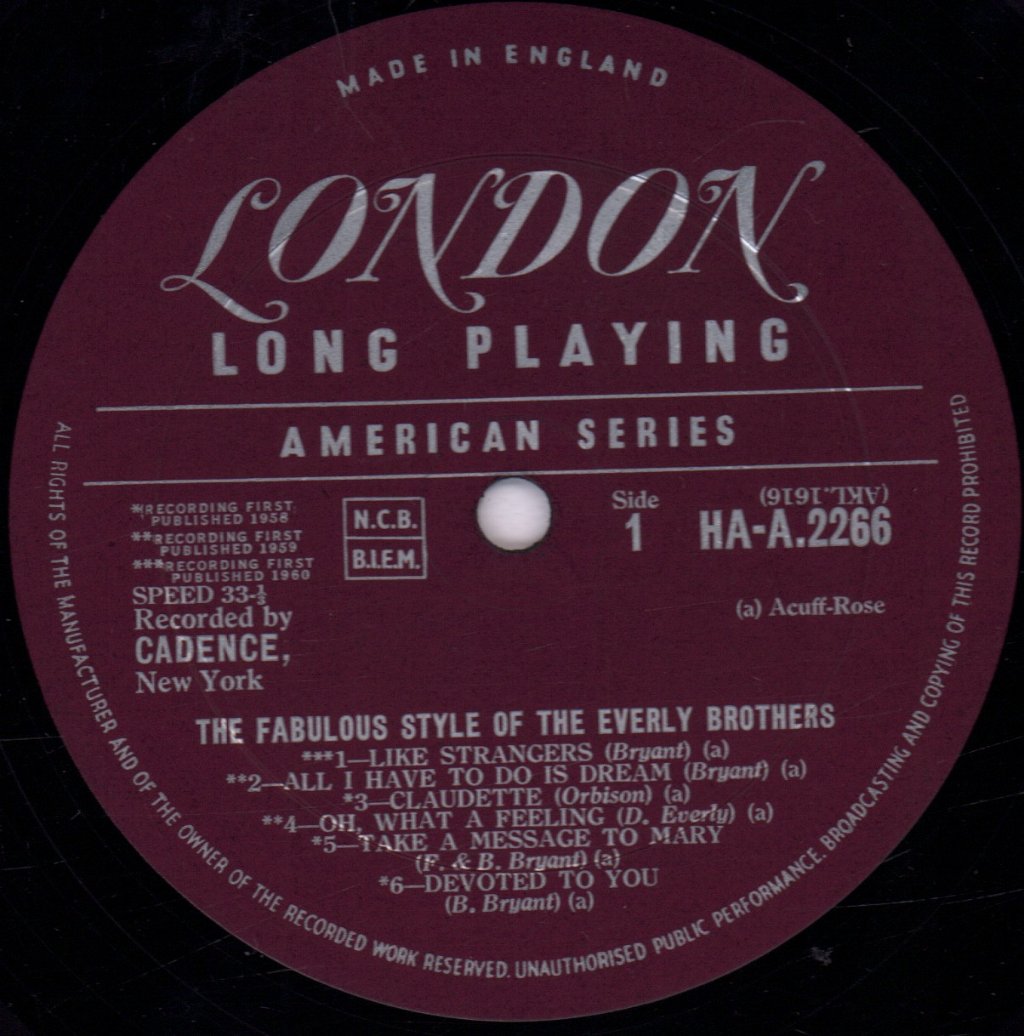 MADE IN ENGLAND
LONDON
LONG PLAYING
AMERICAN SERIES
*RECORDING FIRST
PUBLISHED 1958
**RECORDING FIRST
PUBLISHED 1959
***RECORDING FIRST
PUBLISHED 1960
SPEED 33-⅓
Recorded by
CADENCE,
New York
N.C.B.
B.I.E.M.
Side
1
(AKL.1616)
HA-A.2266
(a) Acuff-Rose
THE FABULOUS STYLE OF THE EVERLY BROTHERS
***1—LIKE STRANGERS (Bryant) (a)
**2—ALL I HAVE TO DO IS DREAM (Bryant) (a)
*3—CLAUDETTE (Orbison) (a)
**4—OH, WHAT A FEELING (D. Everly) (a)
*5—TAKE A MESSAGE TO MARY
(F. & B. Bryant) (a)
*6—DEVOTED TO YOU
(B. Bryant) (a)
ALL RIGHTS OF THE MANUFACTURER AND OF THE OWNER OF THE RECORDED WORK RESERVED. UNAUTHORISED PUBLIC PERFORMANCE, BROADCASTING AND COPYING OF THIS RECORD PROHIBITED